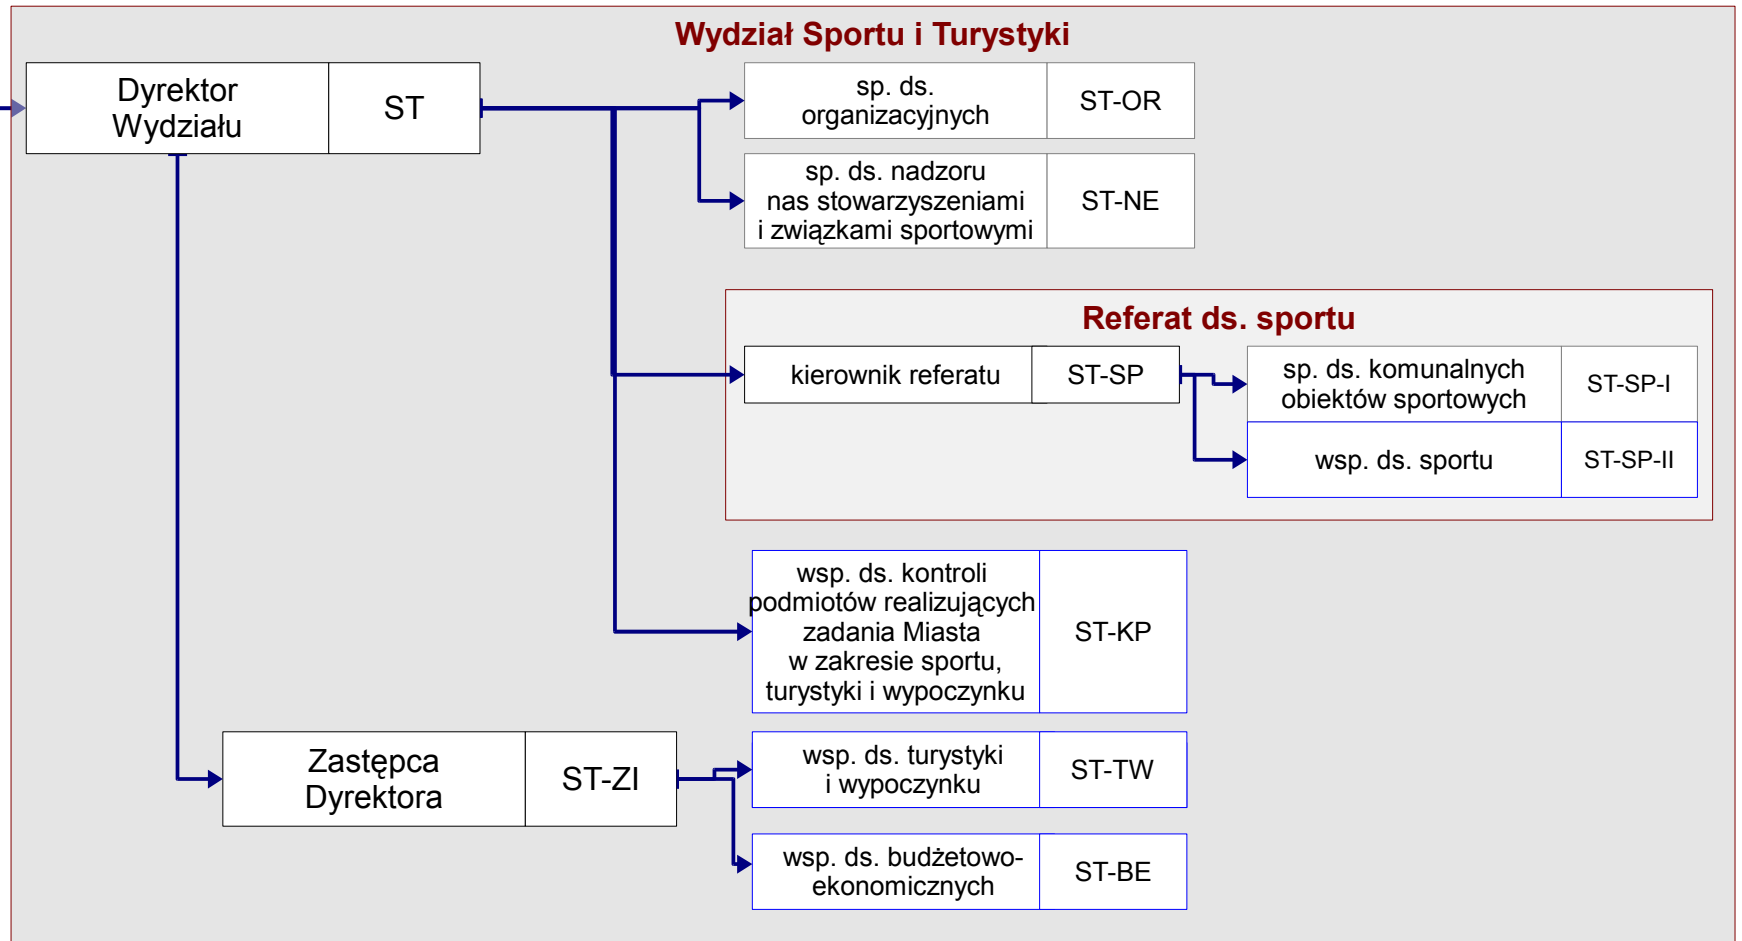 Wydział Sportu i Turystyki
Dyrektor
Wydziału
ST
sp. ds.
organizacyjnych
ST-OR
sp. ds. nadzoru
nas stowarzyszeniami
i związkami sportowymi
ST-NE
Referat ds. sportu
kierownik referatu
ST-SP
sp. ds. komunalnych
obiektów sportowych
ST-SP-I
wsp. ds. sportu
ST-SP-II
wsp. ds. kontroli
podmiotów realizujących
zadania Miasta
w zakresie sportu,
turystyki i wypoczynku
ST-KP
Zastępca
Dyrektora
ST-ZI
wsp. ds. turystyki
i wypoczynku
ST-TW
wsp. ds. budżetowo-
ekonomicznych
ST-BE